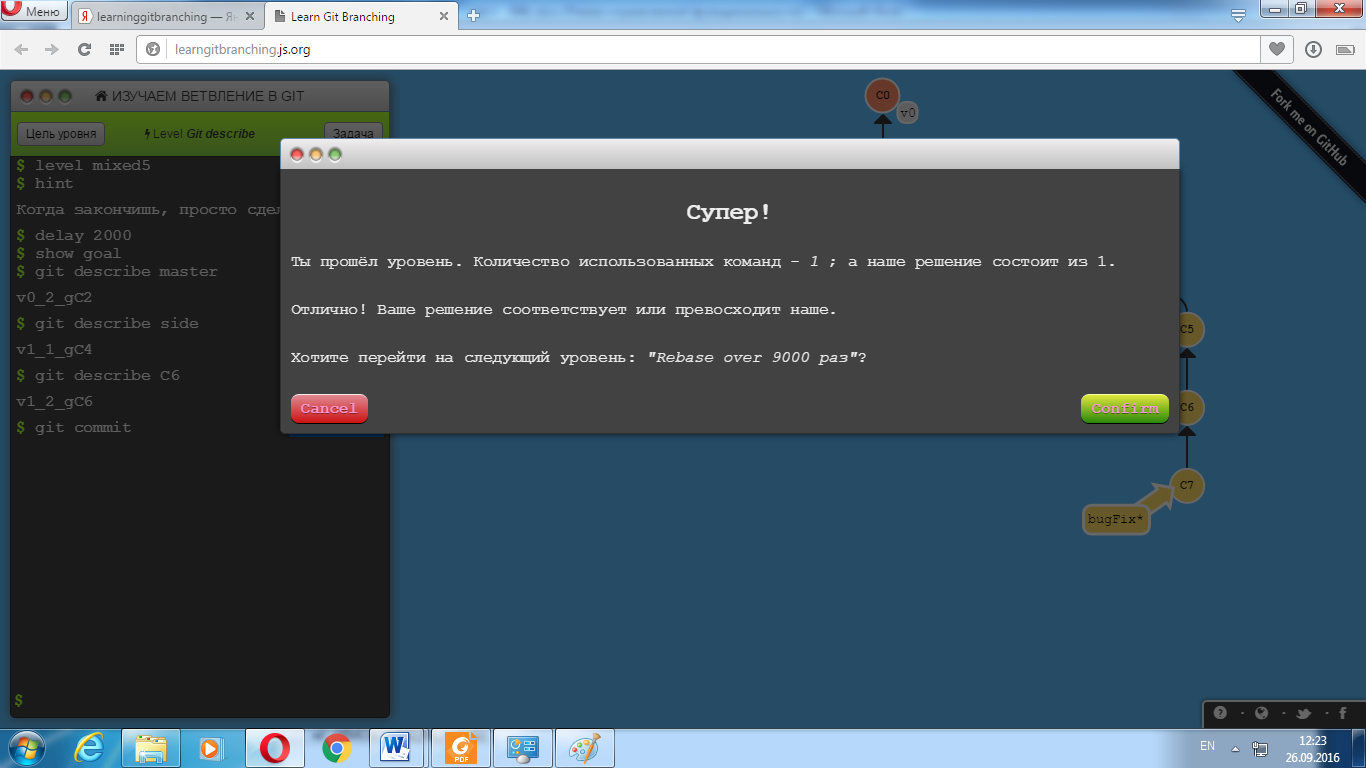 Меню
learninggitbranching — Ян
Learn Git Branching
learngitbranching.js.org
ИЗУЧАЕМ ВЕТВЛЕНИЕ В GIT
Цель уровня
Level Git describe
Задача
$ level mixed5
$ hint
Когда закончишь, просто сдел
$ delay 2000
$ show goal
$ git describe master
v0_2_gC2
$ git describe side
v1_1_gC4
$ git describe C6
v1_2_gC6
$ git commit
$
C0
v0
Fork me on GitHub
Супер!
Ты прошёл уровень. Количество использованных команд – 1 ; а наше решение состоит из 1.
Отлично! Ваше решение соответствует или превосходит наше.
Хотите перейти на следующий уровень: "Rebase over 9000 раз"?
Cancel
Confirm
C5
C6
C7
bugFix*
PDF
EN
12:23
26.09.2016